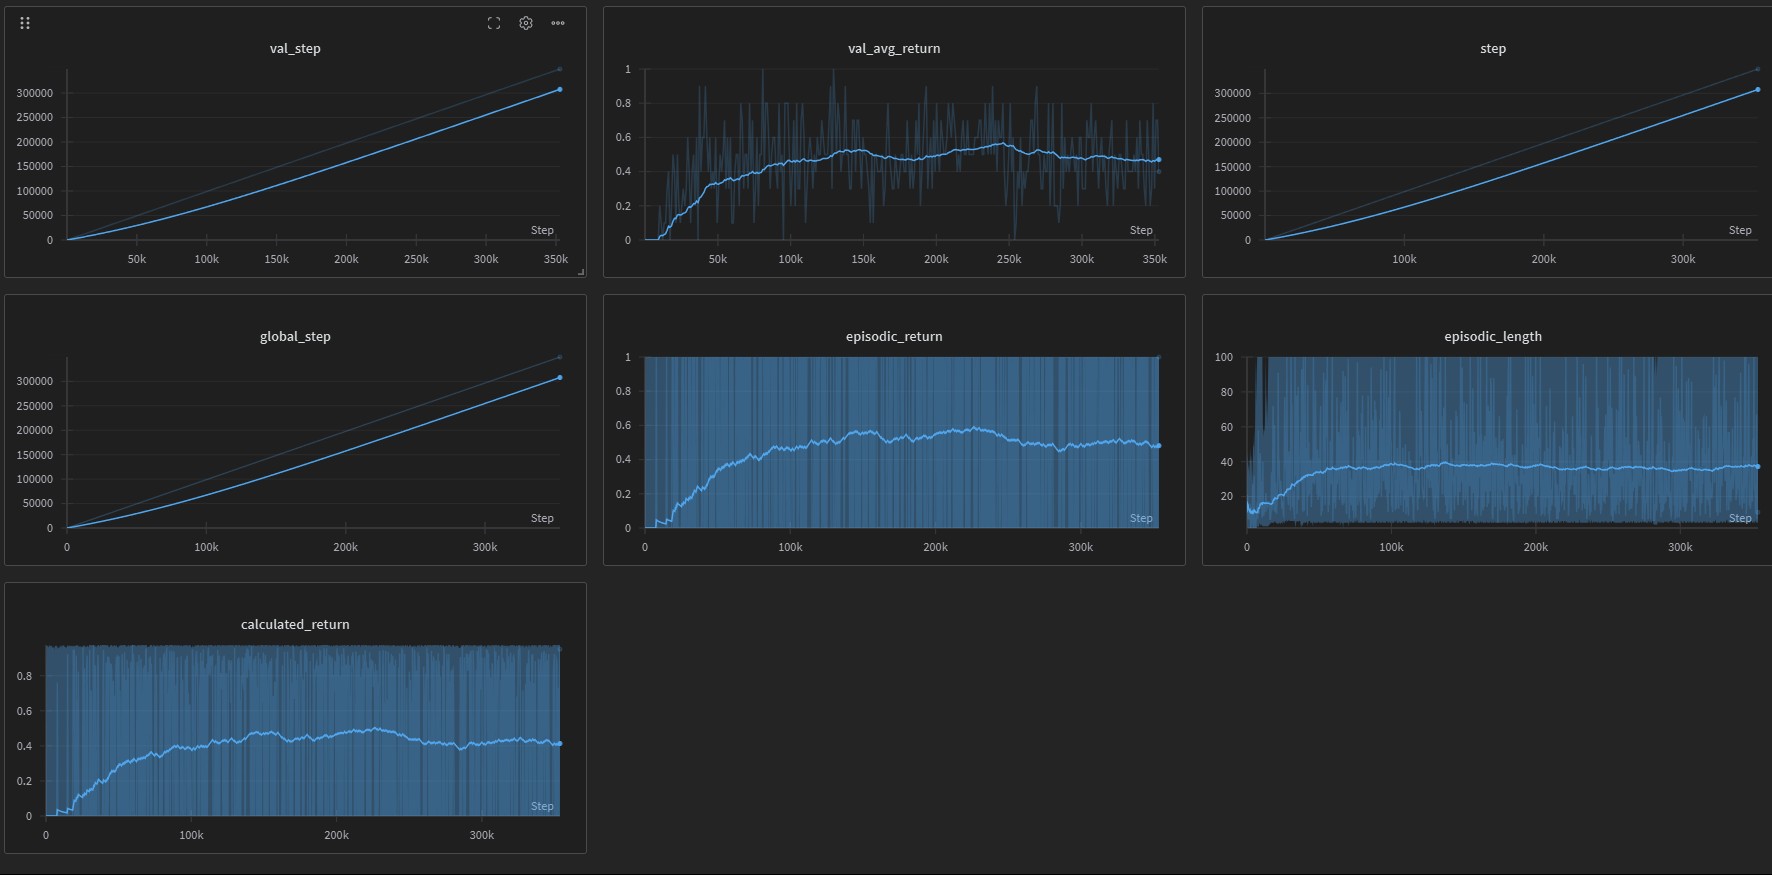 val_step
300000
250000
200000
150000
100000
50000
0
Step
50k 100k 150k 200k 250k 300k 350k
val_avg_return
1
0.8
0.6
0.4
0.2
0
Step
50k 100k 150k 200k 250k 300k 350k
step
300000
250000
200000
150000
100000
50000
0
Step
100k 200k 300k
global_step
300000
250000
200000
150000
100000
50000
0
Step
0 100k 200k 300k
episodic_return
1
0.8
0.6
0.4
0.2
0
Step
0 100k 200k 300k
episodic_length
100
80
60
40
20
Step
0 100k 200k 300k
calculated_return
0.8
0.6
0.4
0.2
0
Step
0 100k 200k 300k